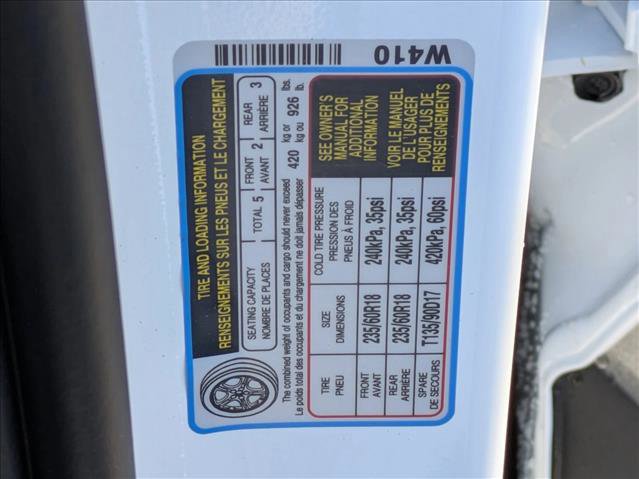 W410
TIRE AND LOADING INFORMATION
RENSEIGNEMENTS SUR LES PNEUS ET LE CHARGEMENT
SEATING CAPACITY
NOMBRE DE PLACES
TOTAL 5
FRONT
AVANT 2
REAR
ARRIÈRE 3
The combined weight of occupants and cargo should never exceed
Le poids total des occupants et du chargement ne doit jamais dépasser
420 kg or kg ou 926 lbs. lb.
TIRE
PNEU
SIZE
DIMENSIONS
COLD TIRE PRESSURE
PRESSION DES
PNEUS À FROID
FRONT
AVANT
235/60R18
240kPa, 35psi
REAR
ARRIÈRE
235/60R18
240kPa, 35psi
SPARE
DE SECOURS
T135/90D17
420kPa, 60psi
SEE OWNER'S
MANUAL FOR
ADDITIONAL
INFORMATION
VOIR LE MANUEL
DE L'USAGER
POUR PLUS DE
RENSEIGNEMENTS